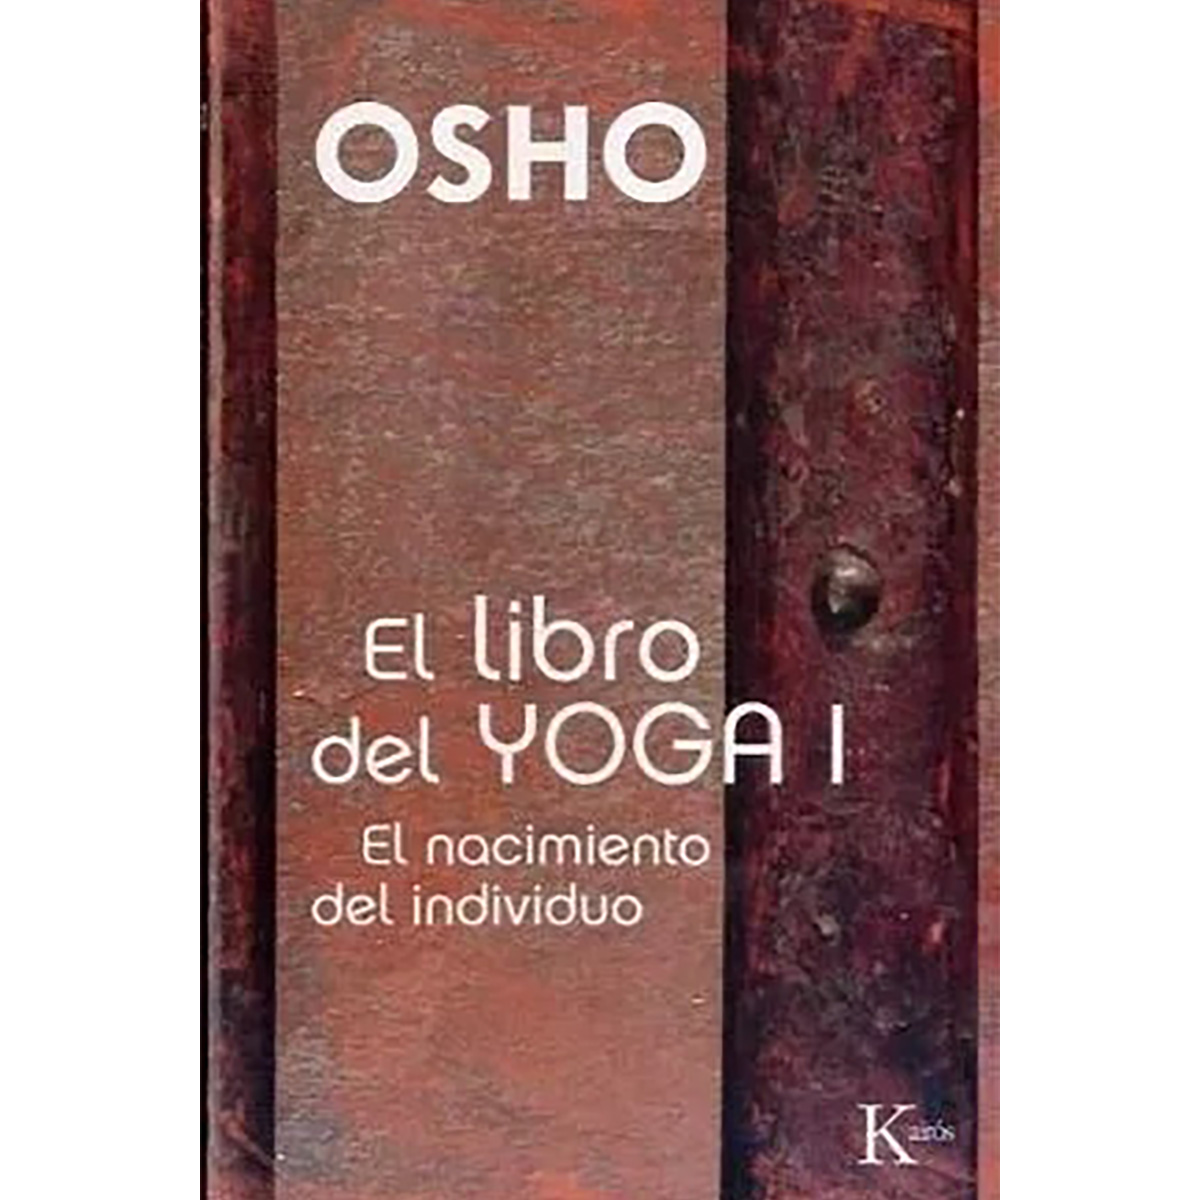 OSHO
El libro
del YOGA I
El nacimiento
del individuo
Kairós